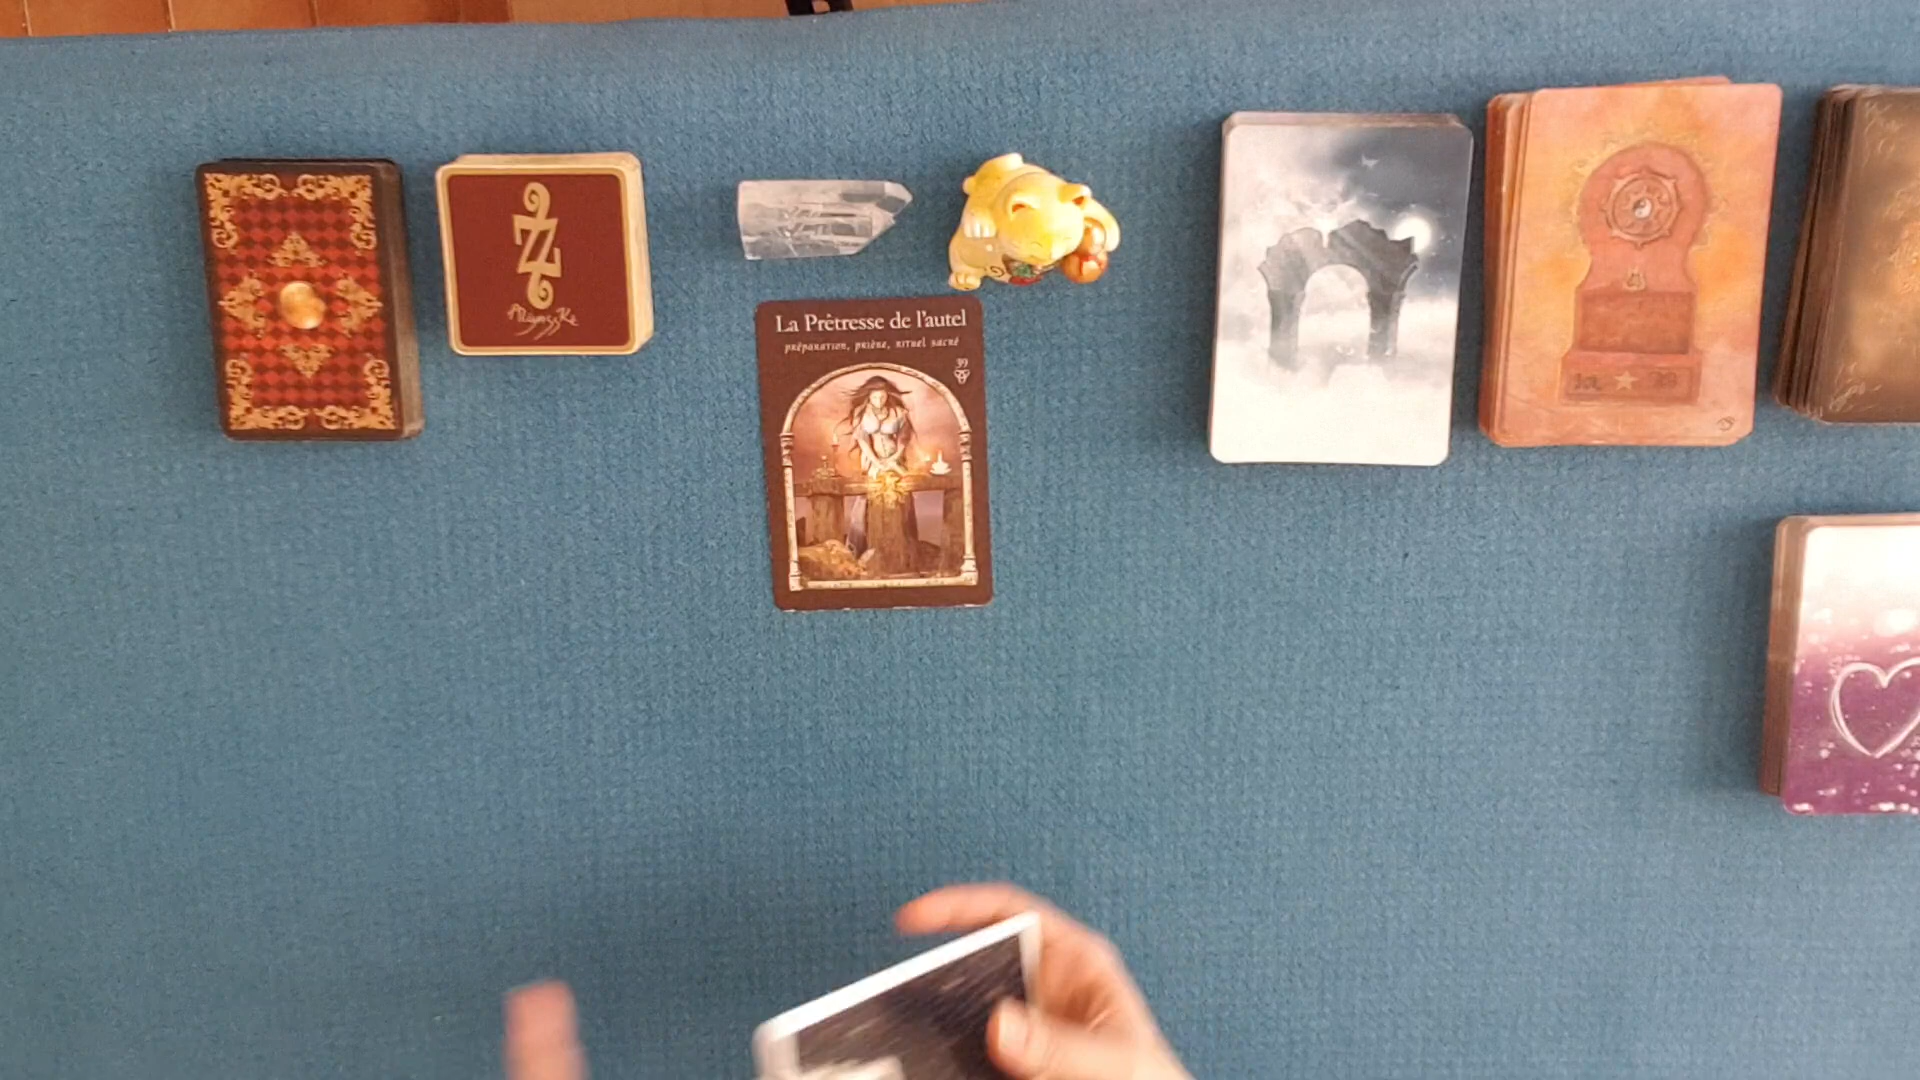 La Prêtresse de l'autel
préparation, prière, rituel sacré
39